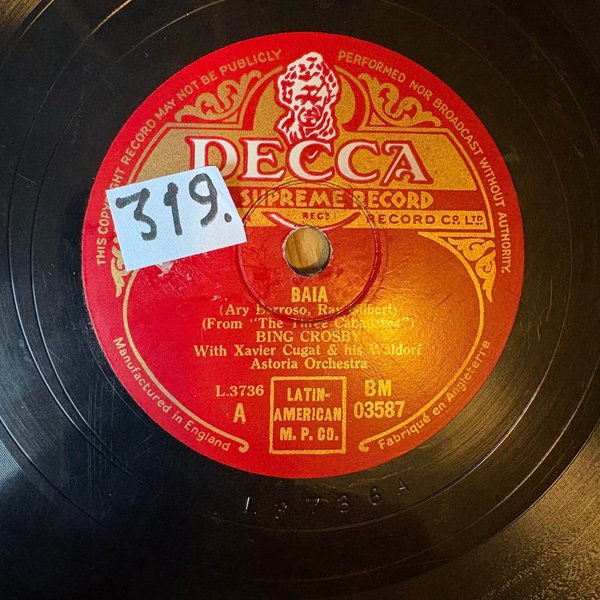 THIS COPYRIGHT RECORD MAY NOT BE PUBLICLY PERFORMED NOR BROADCAST WITHOUT AUTHORITY.
DECCA
SUPREME RECORD
REGD
RECORD CO. LTD
319.
BAIA
(Ary Barroso, Ray Gilbert)
(From "The Three Caballeros")
BING CROSBY
With Xavier Cugat & his Waldorf
Astoria Orchestra
L.3736
A
LATIN-
AMERICAN
M. P. CO.
BM
03587
Manufactured in England
Fabriqué en Angleterre
L 3736 A